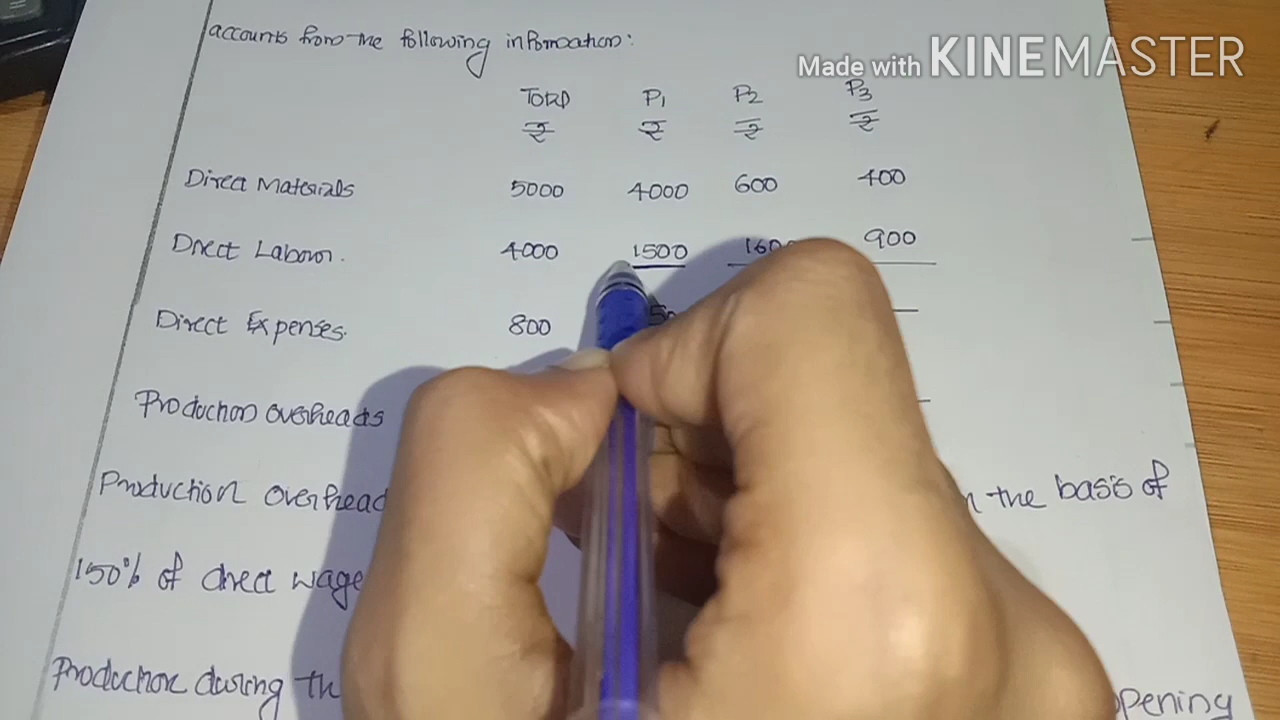 accounts from the following information:
Made with KINEMASTER
Total P1 P2 P3
₹ ₹ ₹ ₹
Direct Materials 5000 4000 600 400
Direct Labour. 4000 1500 900
Direct Expenses. 800
Production overheads
Production overhead the basis of
150% of direct wage
Production during th opening